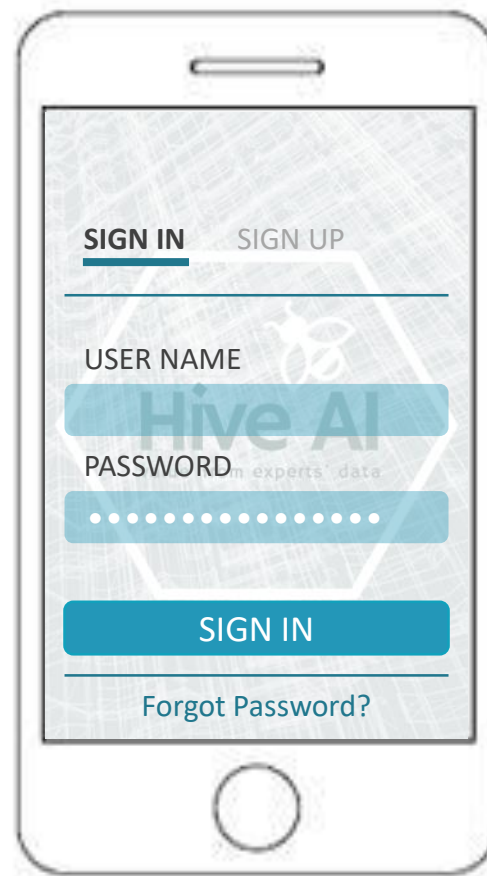 SIGN IN SIGN UP
USER NAME
Hive AI
PASSWORD
experts' data
••••••••••••••••
SIGN IN
Forgot Password?